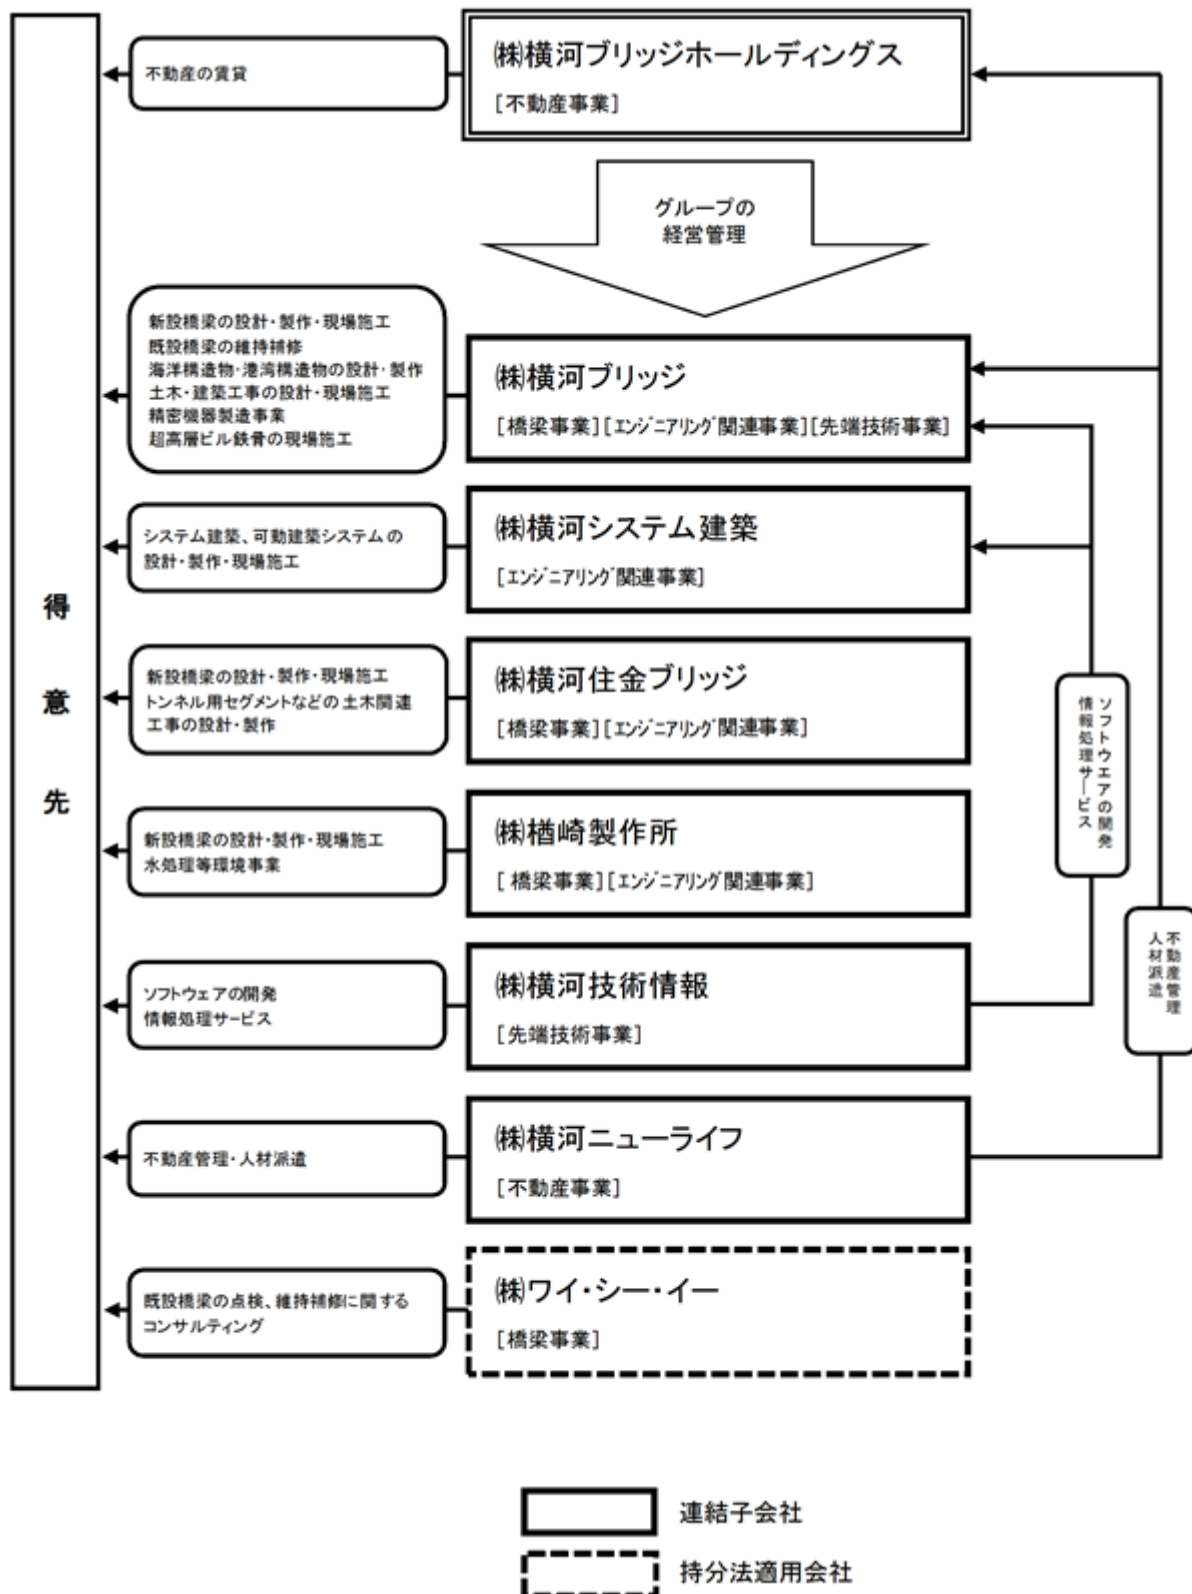 不動産の賃貸
㈱横河ブリッジホールディングス
[不動産事業]
グループの
経営管理
新設橋梁の設計・製作・現場施工
既設橋梁の維持補修
海洋構造物・港湾構造物の設計・製作
土木・建築工事の設計・現場施工
精密機器製造事業
超高層ビル鉄骨の現場施工
㈱横河ブリッジ
[橋梁事業][ｴﾝｼﾞﾆｱﾘﾝｸﾞ関連事業][先端技術事業]
システム建築、可動建築システムの
設計・製作・現場施工
㈱横河システム建築
[ｴﾝｼﾞﾆｱﾘﾝｸﾞ関連事業]
新設橋梁の設計・製作・現場施工
トンネル用セグメントなどの土木関連
工事の設計・製作
㈱横河住金ブリッジ
[橋梁事業][ｴﾝｼﾞﾆｱﾘﾝｸﾞ関連事業]
新設橋梁の設計・製作・現場施工
水処理等環境事業
㈱楢崎製作所
[橋梁事業][ｴﾝｼﾞﾆｱﾘﾝｸﾞ関連事業]
ソフトウェアの開発
情報処理サービス
㈱横河技術情報
[先端技術事業]
不動産管理・人材派遣
㈱横河ニューライフ
[不動産事業]
既設橋梁の点検、維持補修に関する
コンサルティング
㈱ワイ・シー・イー
[橋梁事業]
得意先
ソフトウエアの開発
情報処理サービス
不動産管理
人材派遣
連結子会社
持分法適用会社